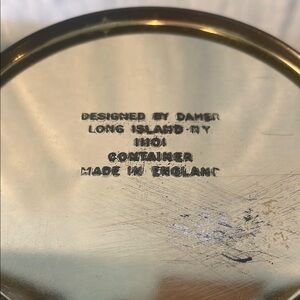 DESIGNED BY DAHER
LONG ISLAND·NY
11101
CONTAINER
MADE IN ENGLAND